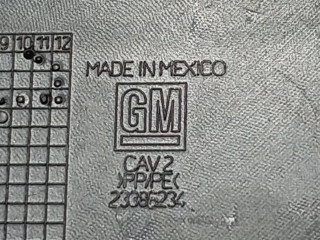 9 10 11 12
MADE IN MEXICO
GM
CAV 2
>PP/PE<
23386234